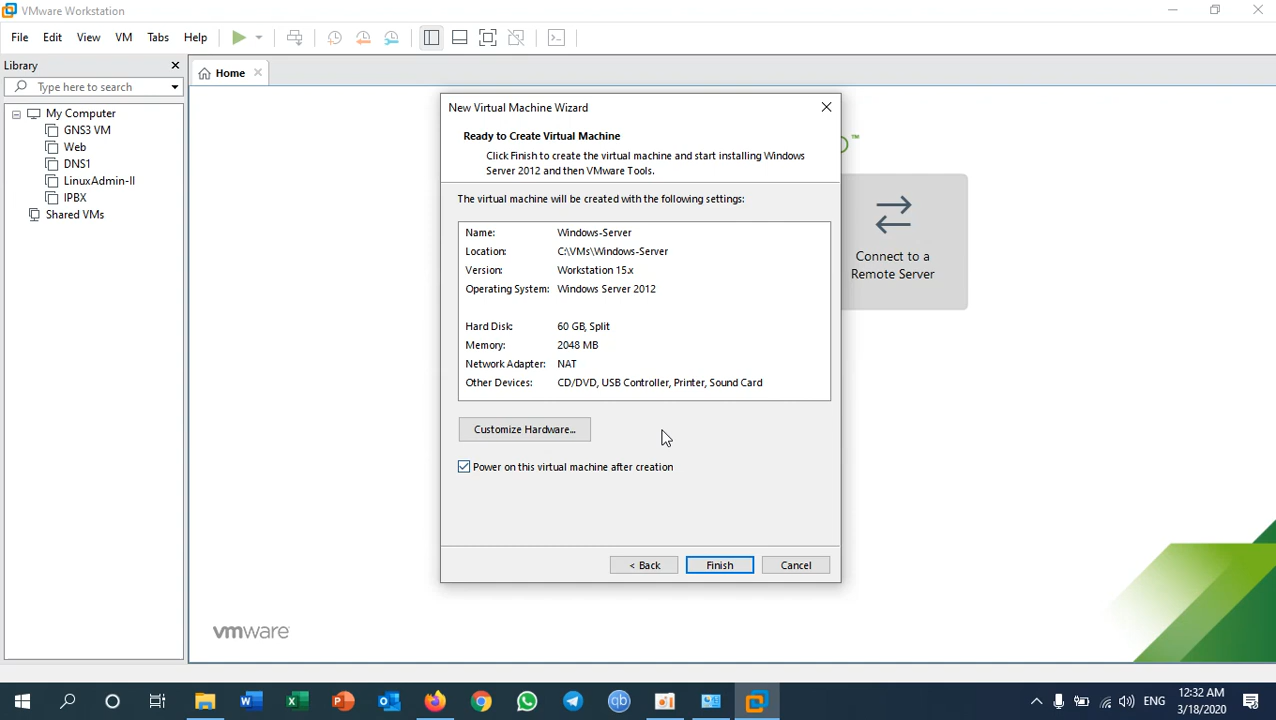 VMware Workstation
File Edit View VM Tabs Help
Library
Type here to search
Home
My Computer
GNS3 VM
Web
DNS1
LinuxAdmin-II
IPBX
Shared VMs
New Virtual Machine Wizard
Ready to Create Virtual Machine
Click Finish to create the virtual machine and start installing Windows
Server 2012 and then VMware Tools.
The virtual machine will be created with the following settings:
Name: Windows-Server
Location: C:\VMs\Windows-Server
Version: Workstation 15.x
Operating System: Windows Server 2012
Hard Disk: 60 GB, Split
Memory: 2048 MB
Network Adapter: NAT
Other Devices: CD/DVD, USB Controller, Printer, Sound Card
Customize Hardware...
Power on this virtual machine after creation
< Back Finish Cancel
™
Connect to a
Remote Server
vmware
ENG
12:32 AM
3/18/2020